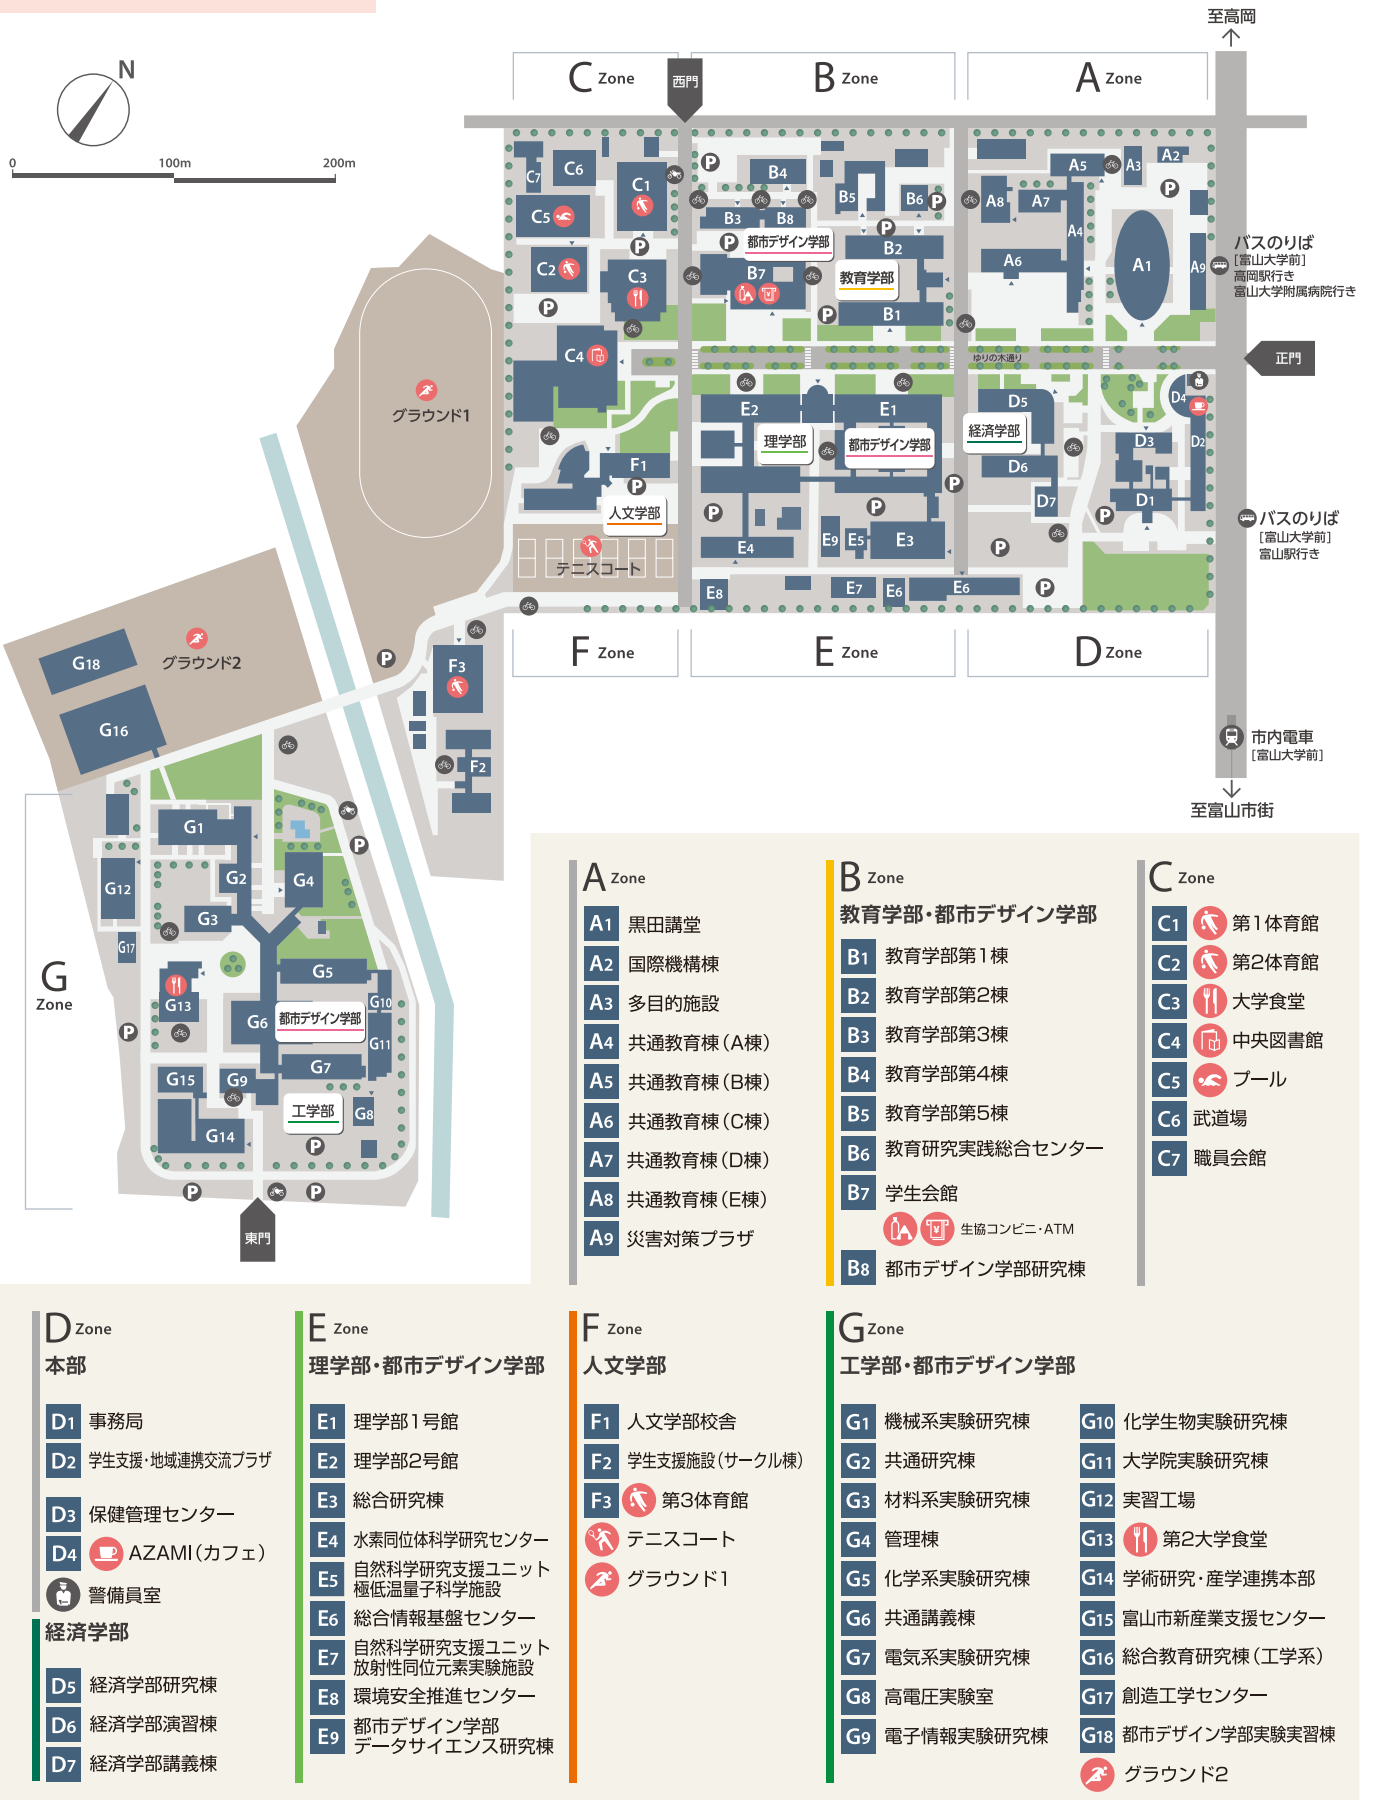 至高岡
N
0 100m 200m
C Zone
西門
B Zone
A Zone
C7
C6
C1
C5
C2
C3
C4
B4
B5
B6
B3
B8
都市デザイン学部
B2
B7
教育学部
B1
A5
A3
A2
A8
A7
A4
A6
A1
A9
バスのりば
[富山大学前]
高岡駅行き
富山大学附属病院行き
ゆりの木通り
正門
グラウンド1
E2
E1
理学部
都市デザイン学部
D5
経済学部
D6
D7
D4
D3
D2
D1
F1
人文学部
テニスコート
E4
E9
E5
E3
E8
E7
E6
E6
バスのりば
[富山大学前]
富山駅行き
F Zone
E Zone
D Zone
グラウンド2
G18
G16
F3
F2
市内電車
[富山大学前]
至富山市街
G Zone
G1
G2
G4
G12
G3
G17
G5
G13
G10
G6
都市デザイン学部
G11
G7
G15
G9
工学部
G8
G14
東門
P P P P P P P P P P P P P P P P P P P P P P
A Zone
A1 黒田講堂
A2 国際機構棟
A3 多目的施設
A4 共通教育棟(A棟)
A5 共通教育棟(B棟)
A6 共通教育棟(C棟)
A7 共通教育棟(D棟)
A8 共通教育棟(E棟)
A9 災害対策プラザ
B Zone
教育学部・都市デザイン学部
B1 教育学部第1棟
B2 教育学部第2棟
B3 教育学部第3棟
B4 教育学部第4棟
B5 教育学部第5棟
B6 教育研究実践総合センター
B7 学生会館
生協コンビニ・ATM
B8 都市デザイン学部研究棟
C Zone
C1 第1体育館
C2 第2体育館
C3 大学食堂
C4 中央図書館
C5 プール
C6 武道場
C7 職員会館
D Zone
本部
D1 事務局
D2 学生支援・地域連携交流プラザ
D3 保健管理センター
D4 AZAMI(カフェ)
警備員室
経済学部
D5 経済学部研究棟
D6 経済学部演習棟
D7 経済学部講義棟
E Zone
理学部・都市デザイン学部
E1 理学部1号館
E2 理学部2号館
E3 総合研究棟
E4 水素同位体科学研究センター
E5 自然科学研究支援ユニット
極低温量子科学施設
E6 総合情報基盤センター
E7 自然科学研究支援ユニット
放射性同位元素実験施設
E8 環境安全推進センター
E9 都市デザイン学部
データサイエンス研究棟
F Zone
人文学部
F1 人文学部校舎
F2 学生支援施設(サークル棟)
F3 第3体育館
テニスコート
グラウンド1
G Zone
工学部・都市デザイン学部
G1 機械系実験研究棟
G2 共通研究棟
G3 材料系実験研究棟
G4 管理棟
G5 化学系実験研究棟
G6 共通講義棟
G7 電気系実験研究棟
G8 高電圧実験室
G9 電子情報実験研究棟
G10 化学生物実験研究棟
G11 大学院実験研究棟
G12 実習工場
G13 第2大学食堂
G14 学術研究・産学連携本部
G15 富山市新産業支援センター
G16 総合教育研究棟(工学系)
G17 創造工学センター
G18 都市デザイン学部実験実習棟
グラウンド2